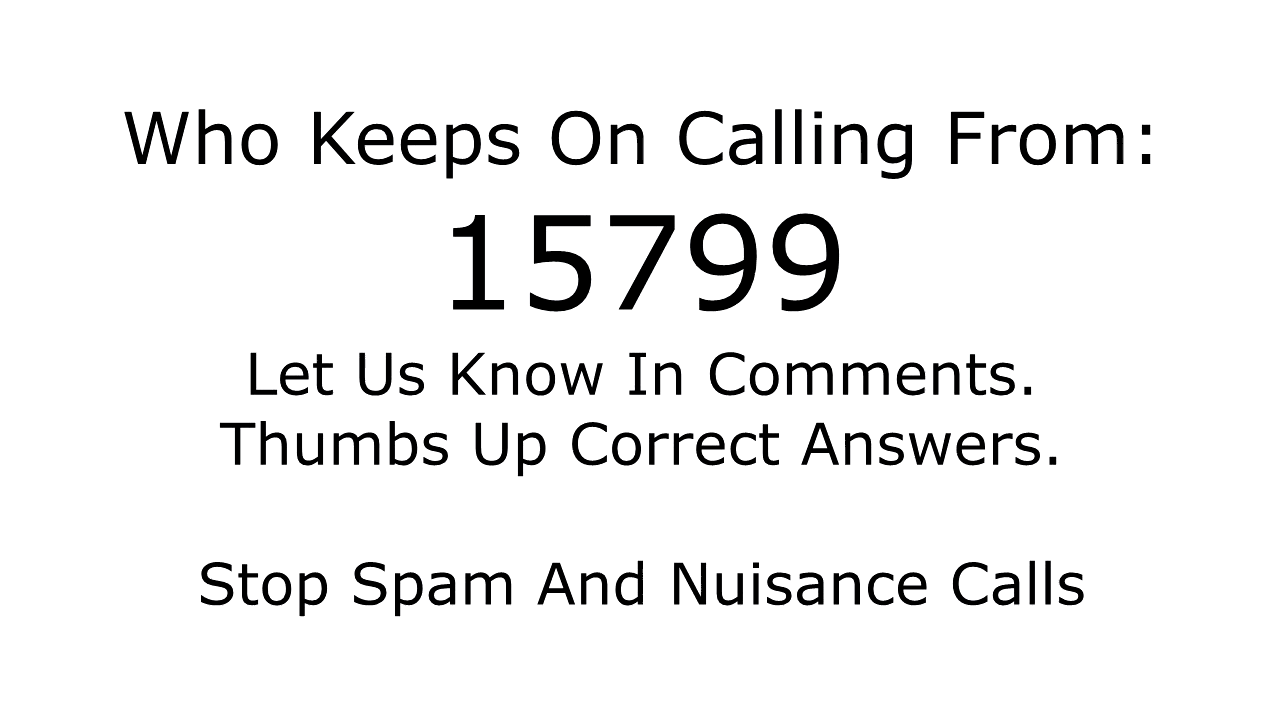 Who Keeps On Calling From:
15799
Let Us Know In Comments.
Thumbs Up Correct Answers.
Stop Spam And Nuisance Calls